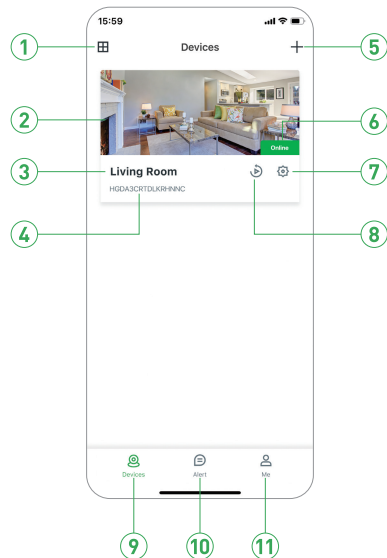 15:59
1
Devices
5
2
6
Online
3
Living Room
7
HGDA3CRTDLKRHNNC
4
8
Devices
Alert
Me
9
10
11